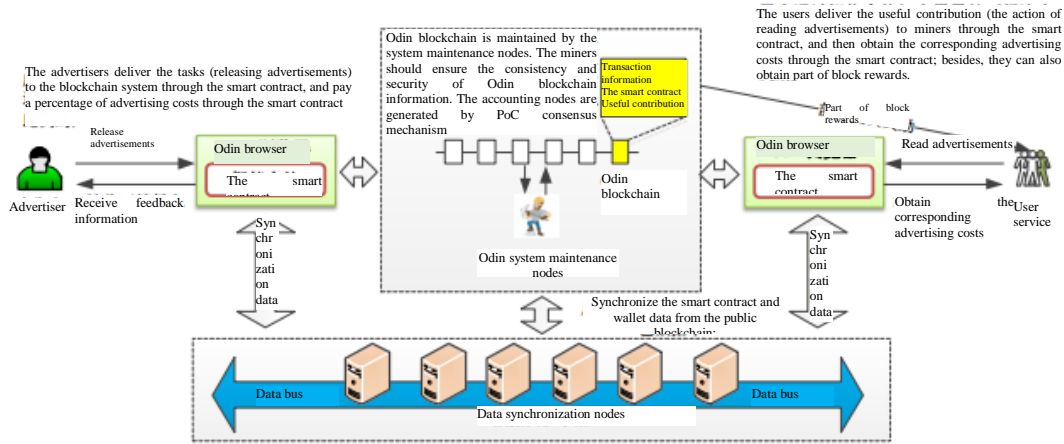 The users deliver the useful contribution (the action of
reading advertisements) to miners through the smart
contract, and then obtain the corresponding advertising
costs through the smart contract; besides, they can also
obtain part of block rewards.
Odin blockchain is maintained by the
system maintenance nodes. The miners
should ensure the consistency and
security of Odin blockchain
information. The accounting nodes are
generated by PoC consensus
mechanism
Transaction
information
The smart contract
Useful contribution
The advertisers deliver the tasks (releasing advertisements)
to the blockchain system through the smart contract, and pay
a percentage of advertising costs through the smart contract
Part of block
rewards
Release
advertisements
Odin browser
The smart
contract
Advertiser
Receive feedback
information
Odin
blockchain
Odin system maintenance
nodes
Odin browser
The smart
contract
Read advertisements
Obtain the
corresponding
advertising costs
User
service
Syn
chr
oni
zati
on
data
Syn
chr
oni
zati
on
data
Synchronize the smart contract and
wallet data from the public
blockchain;
Data bus
Data bus
Data synchronization nodes